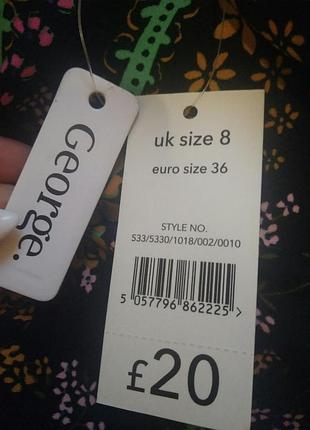 George.
uk size 8
euro size 36
STYLE NO.
533/5330/1018/002/0010
5 057796 862225 >
£20